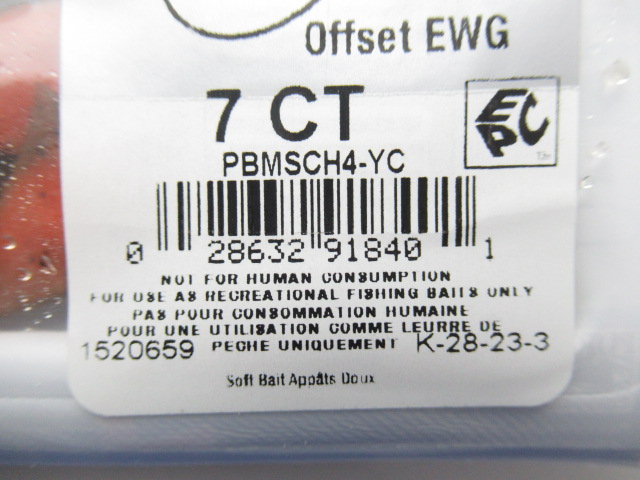 Offset EWG
7 CT
EPC
PBMSCH4-YC
0 28632 91840 1
NOT FOR HUMAN CONSUMPTION
FOR USE AS RECREATIONAL FISHING BAITS ONLY
PAS POUR CONSOMMATION HUMAINE
POUR UNE UTILISATION COMME LEURRE DE
1520659 PECHE UNIQUEMENT K-28-23-3
Soft Bait Appâts Doux